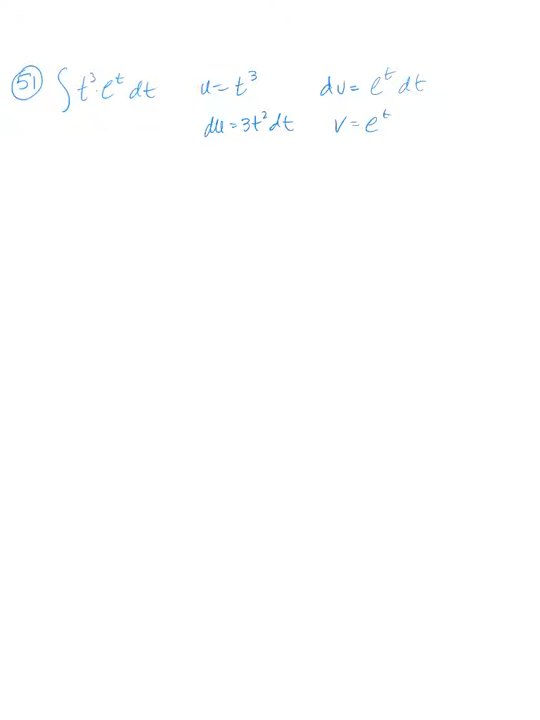 51 ∫ t³·eᵗ dt u = t³ dv = eᵗ dt
du = 3t² dt v = eᵗ